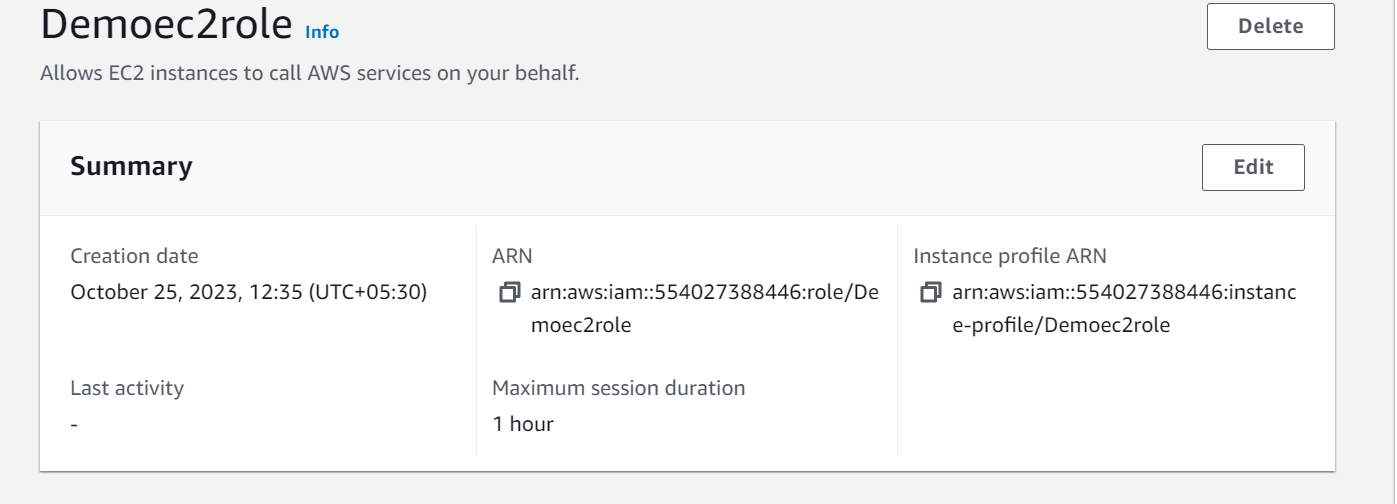 Demoec2role Info
Delete
Allows EC2 instances to call AWS services on your behalf.
Summary
Edit
Creation date
October 25, 2023, 12:35 (UTC+05:30)
ARN
arn:aws:iam::554027388446:role/De
moec2role
Instance profile ARN
arn:aws:iam::554027388446:instanc
e-profile/Demoec2role
Last activity
-
Maximum session duration
1 hour